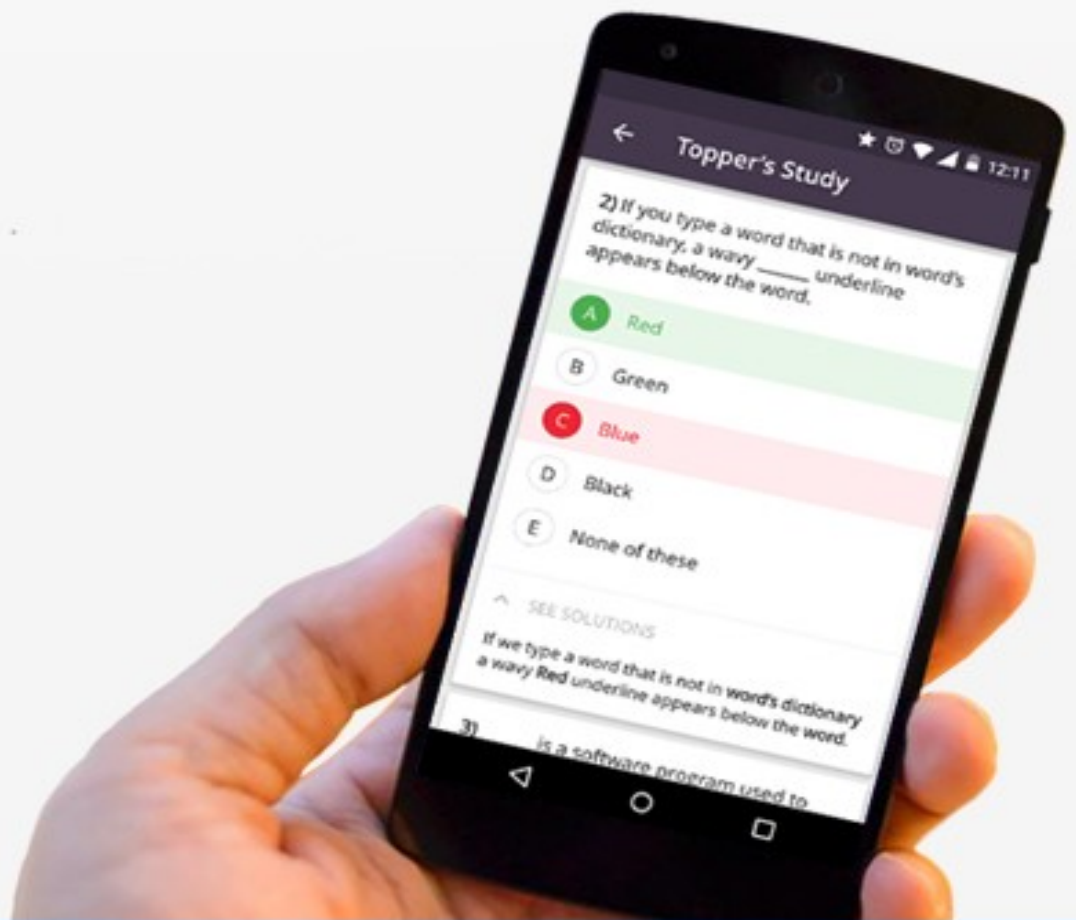 12:11
Topper's Study
2) If you type a word that is not in word's
dictionary, a wavy _____ underline
appears below the word.
A Red
B Green
C Blue
D Black
E None of these
SEE SOLUTIONS
If we type a word that is not in word's dictionary
a wavy Red underline appears below the word.
3) _____ is a software program used to